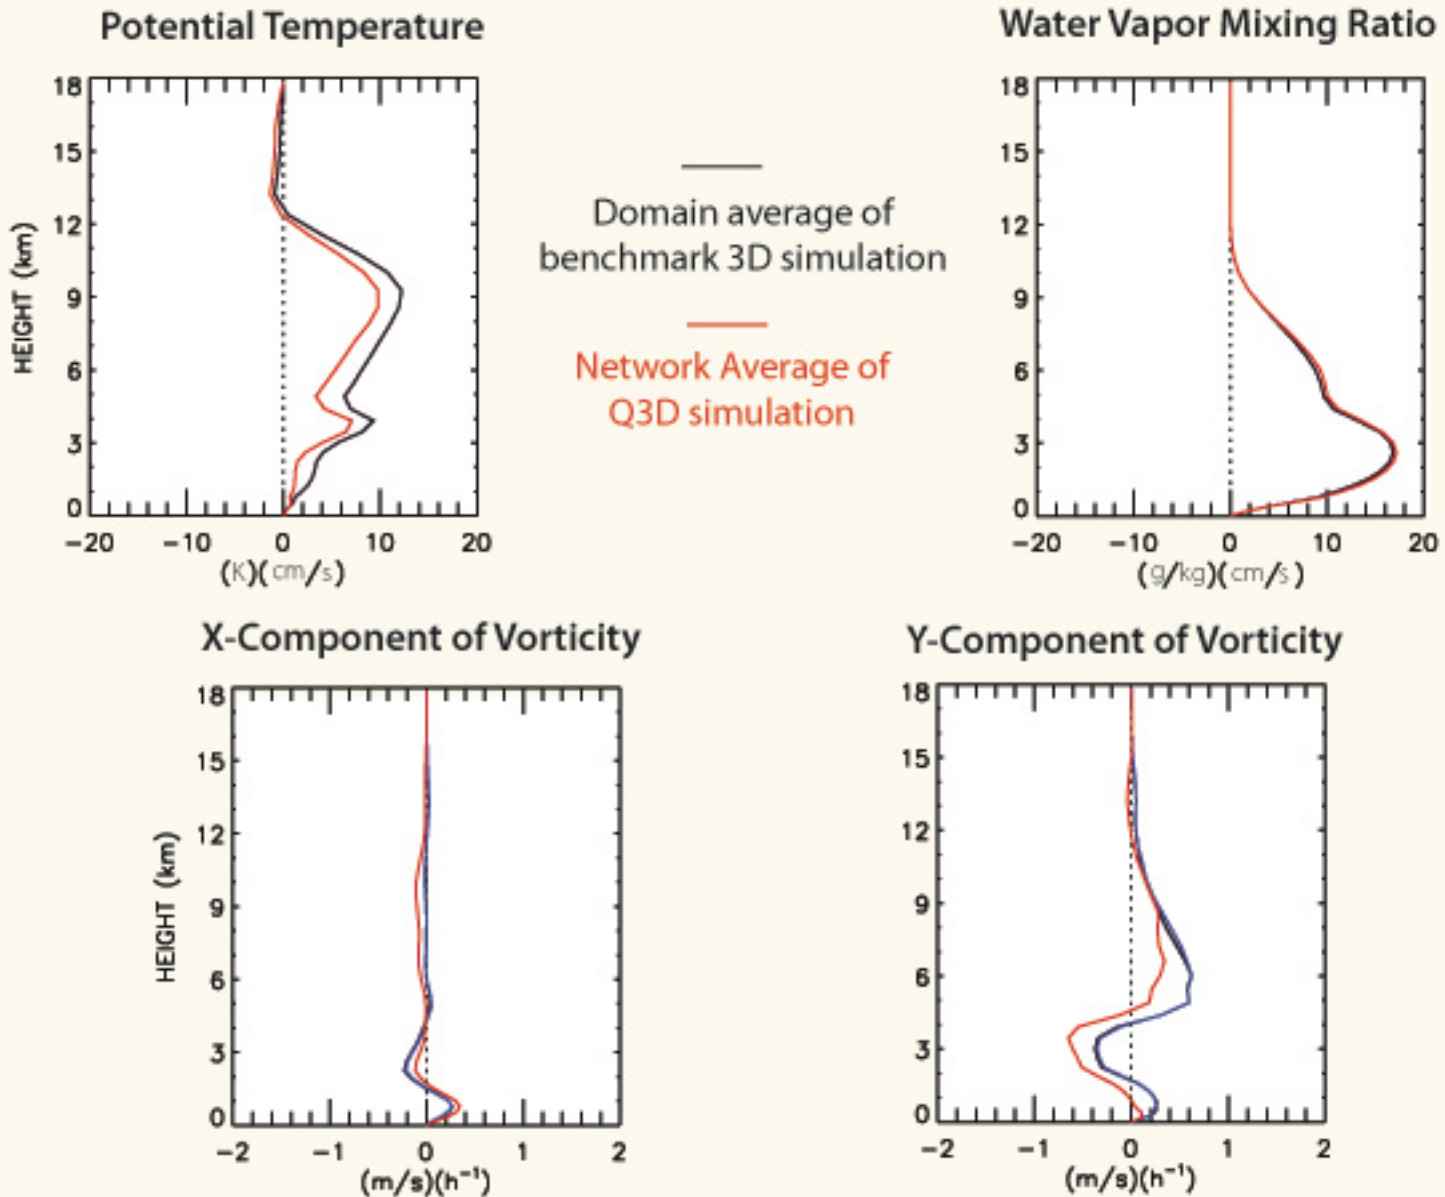 Potential Temperature
Water Vapor Mixing Ratio
18
15
12
9
6
3
0
HEIGHT (km)
−20 −10 0 10 20
(K)(cm/s)
Domain average of
benchmark 3D simulation
Network Average of
Q3D simulation
18
15
12
9
6
3
0
−20 −10 0 10 20
(g/kg)(cm/s)
X-Component of Vorticity
Y-Component of Vorticity
18
15
12
9
6
3
0
HEIGHT (km)
−2 −1 0 1 2
(m/s)(h⁻¹)
18
15
12
9
6
3
0
−2 −1 0 1 2
(m/s)(h⁻¹)